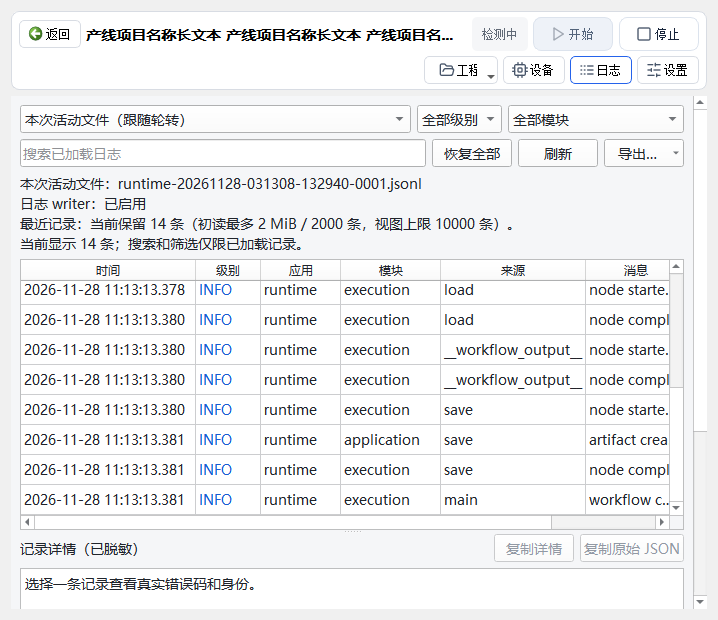 返回 产线项目名称长文本 产线项目名称长文本 产线项目名... 检测中 开始 停止
工程 设备 日志 设置
本次活动文件（跟随轮转） 全部级别 全部模块
搜索已加载日志 恢复全部 刷新 导出...
本次活动文件：runtime-20261128-031308-132940-0001.jsonl
日志 writer：已启用
最近记录：当前保留 14 条（初读最多 2 MiB / 2000 条，视图上限 10000 条）。
当前显示 14 条；搜索和筛选仅限已加载记录。
时间 级别 应用 模块 来源 消息
2026-11-28 11:13:13.378 INFO runtime execution load node starte...
2026-11-28 11:13:13.380 INFO runtime execution load node compl
2026-11-28 11:13:13.380 INFO runtime execution __workflow_output__ node starte...
2026-11-28 11:13:13.380 INFO runtime execution __workflow_output__ node compl
2026-11-28 11:13:13.380 INFO runtime execution save node starte...
2026-11-28 11:13:13.381 INFO runtime application save artifact crea
2026-11-28 11:13:13.381 INFO runtime execution save node compl
2026-11-28 11:13:13.381 INFO runtime execution main workflow c...
记录详情（已脱敏） 复制详情 复制原始 JSON
选择一条记录查看真实错误码和身份。